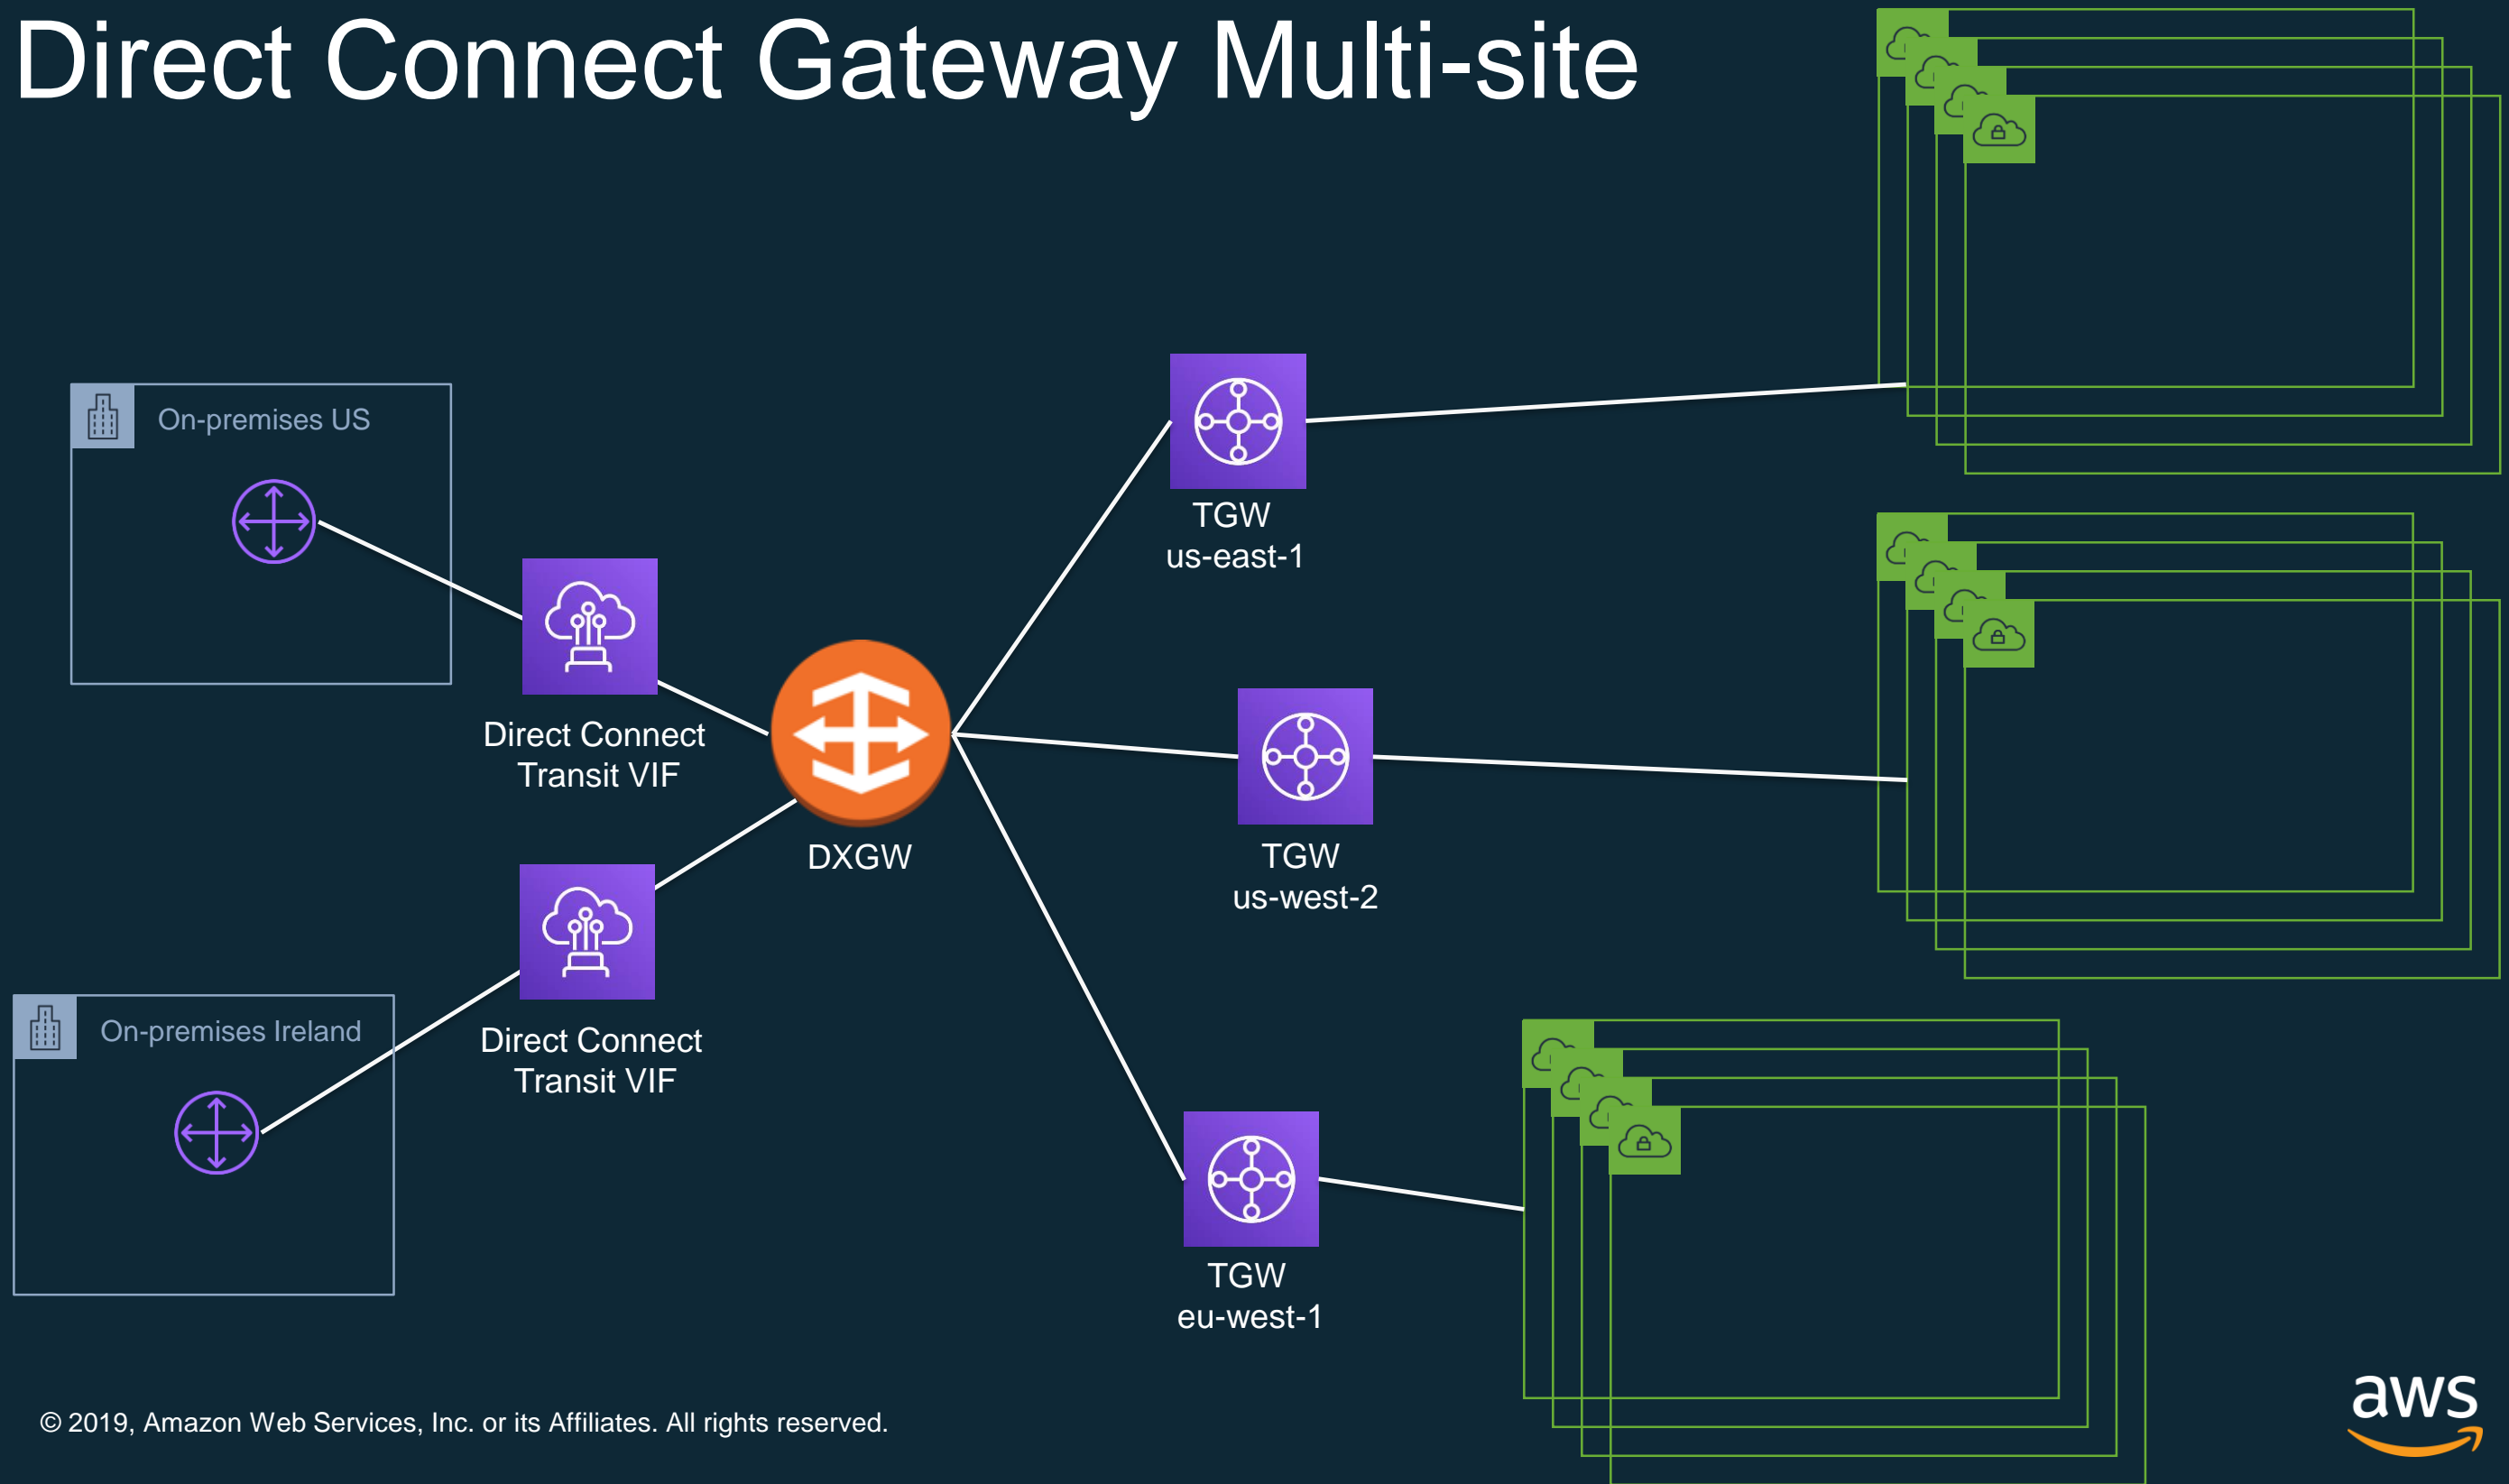 Direct Connect Gateway Multi-site
On-premises US
TGW
us-east-1
Direct Connect
Transit VIF
DXGW
TGW
us-west-2
On-premises Ireland
Direct Connect
Transit VIF
TGW
eu-west-1
© 2019, Amazon Web Services, Inc. or its Affiliates. All rights reserved.
aws